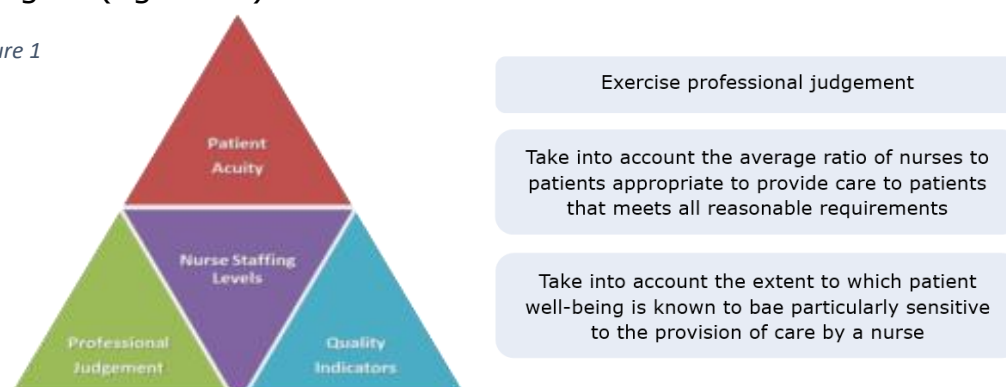 ure 1
Patient
Acuity
Nurse Staffing
Levels
Professional
Judgement
Quality
Indicators
Exercise professional judgement
Take into account the average ratio of nurses to
patients appropriate to provide care to patients
that meets all reasonable requirements
Take into account the extent to which patient
well-being is known to bae particularly sensitive
to the provision of care by a nurse